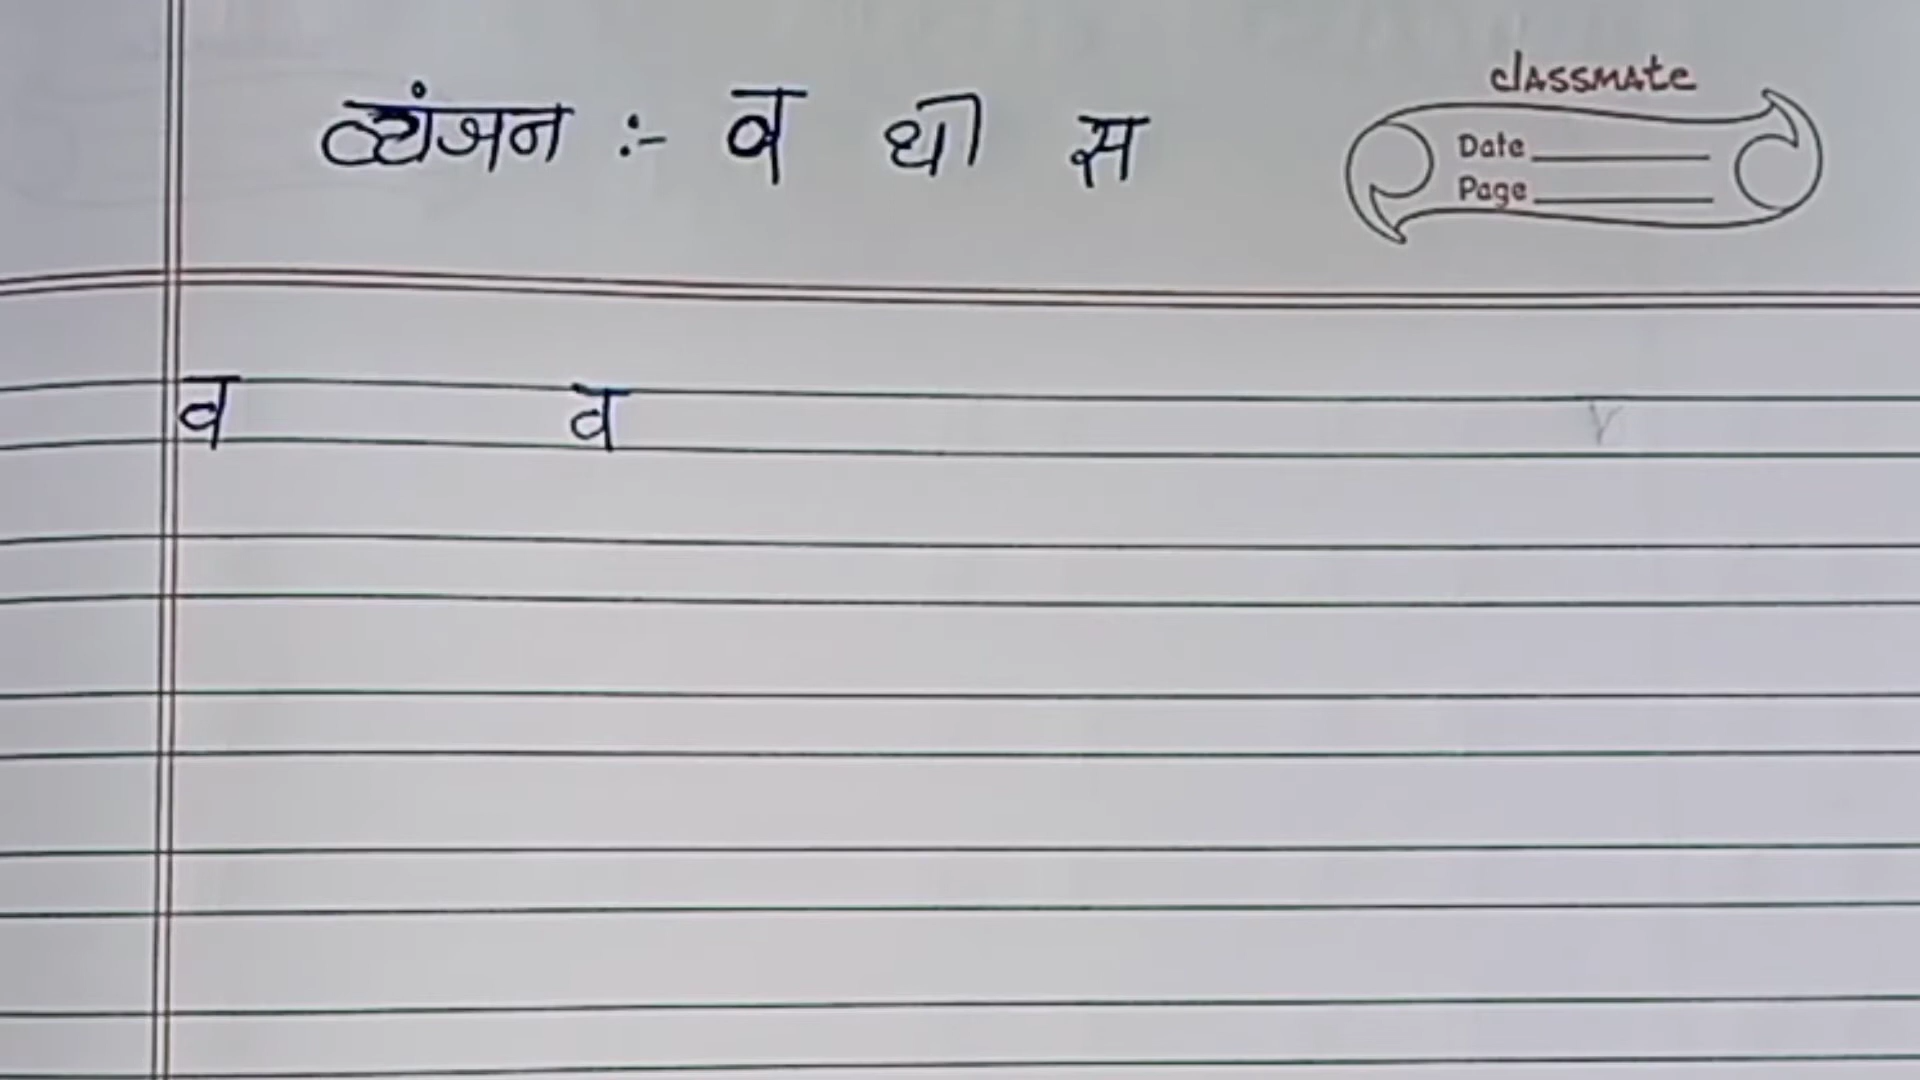 classmate
Date
Page
व्यंजन :- व स
व व